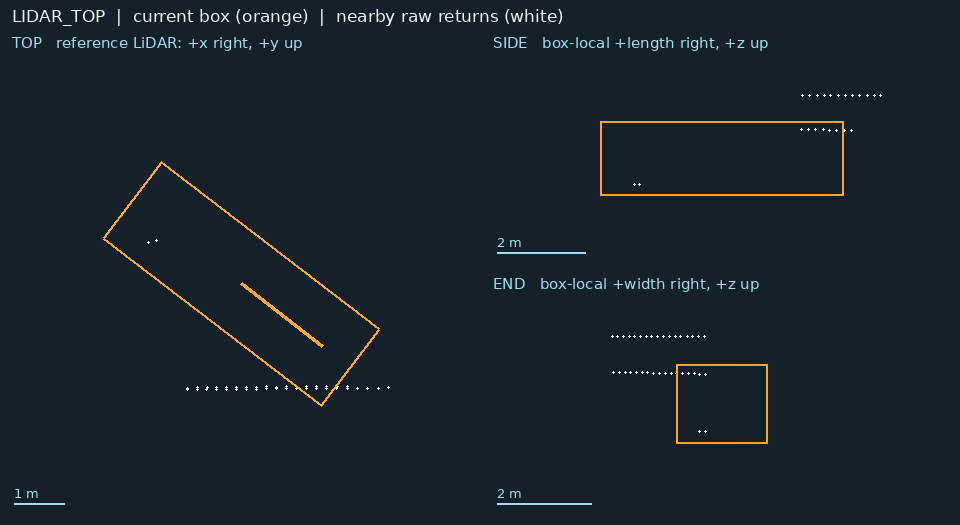 LIDAR_TOP | current box (orange) | nearby raw returns (white)
TOP reference LiDAR: +x right, +y up
SIDE box-local +length right, +z up
2 m
END box-local +width right, +z up
1 m
2 m